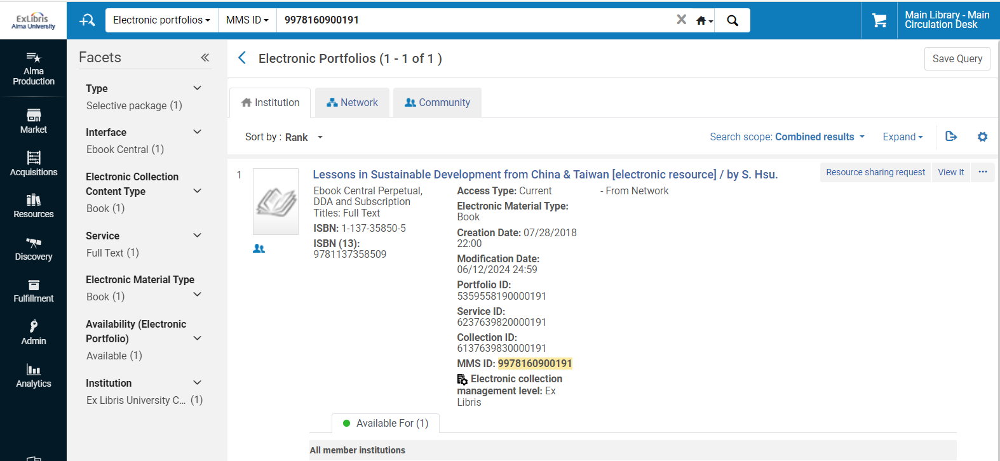 ExLibris
Alma University
Electronic portfolios
MMS ID
9978160900191
Main Library - Main
Circulation Desk
Alma
Production
Market
Acquisitions
Resources
Discovery
Fulfillment
Admin
Analytics
Facets
Type
Selective package (1)
Interface
Ebook Central (1)
Electronic Collection
Content Type
Book (1)
Service
Full Text (1)
Electronic Material Type
Book (1)
Availability (Electronic
Portfolio)
Available (1)
Institution
Ex Libris University C... (1)
Electronic Portfolios (1 - 1 of 1 )
Save Query
Institution
Network
Community
Sort by : Rank
Search scope: Combined results
Expand
1
Lessons in Sustainable Development from China & Taiwan [electronic resource] / by S. Hsu.
Resource sharing request
View It
Ebook Central Perpetual,
DDA and Subscription
Titles: Full Text
ISBN: 1-137-35850-5
ISBN (13):
9781137358509
Access Type: Current
Electronic Material Type:
Book
Creation Date: 07/28/2018
22:00
Modification Date:
06/12/2024 24:59
Portfolio ID:
5359558190000191
Service ID:
6237639820000191
Collection ID:
6137639830000191
MMS ID: 9978160900191
Electronic collection
management level: Ex
Libris
- From Network
Available For (1)
All member institutions